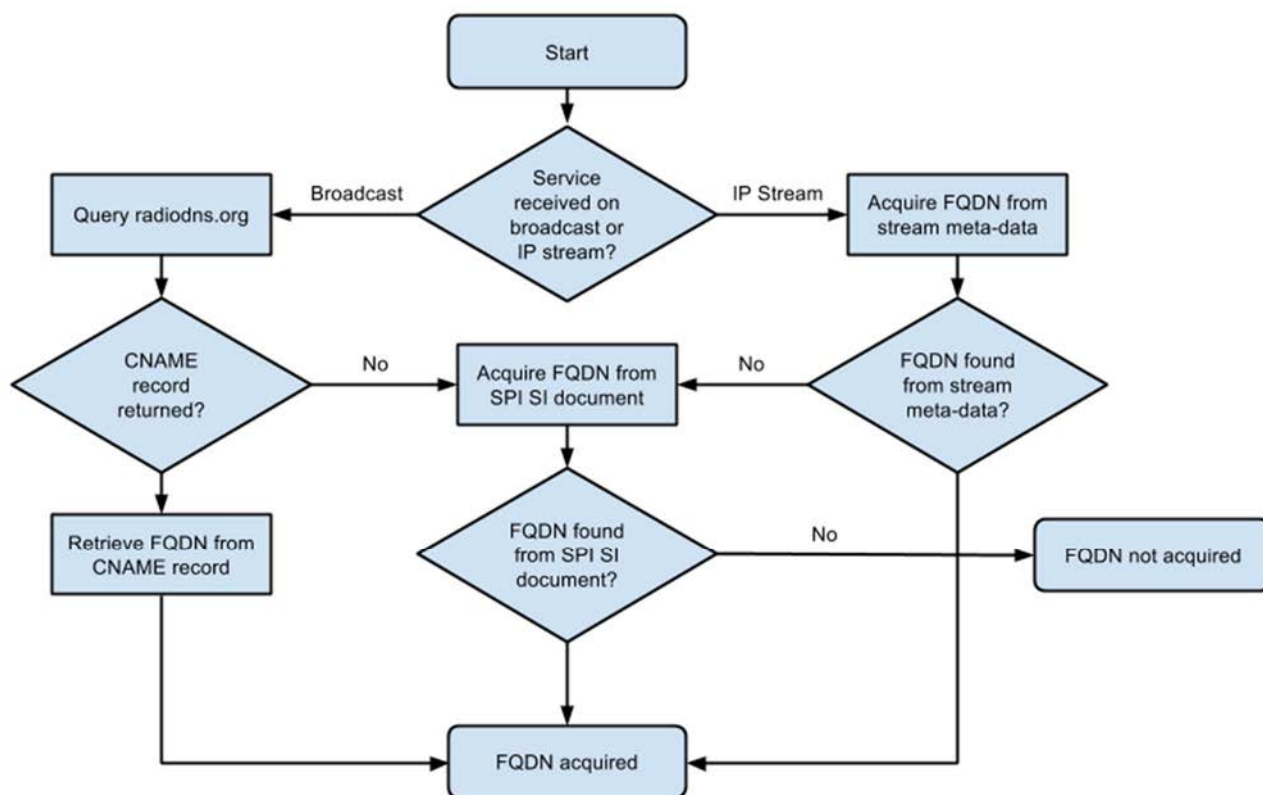 Start
Service
received on
broadcast or
IP stream?
Broadcast
IP Stream
Query radiodns.org
Acquire FQDN from
stream meta-data
CNAME
record
returned?
No
Acquire FQDN from
SPI SI document
No
FQDN found
from stream
meta-data?
Retrieve FQDN from
CNAME record
FQDN found
from SPI SI
document?
No
FQDN not acquired
FQDN acquired